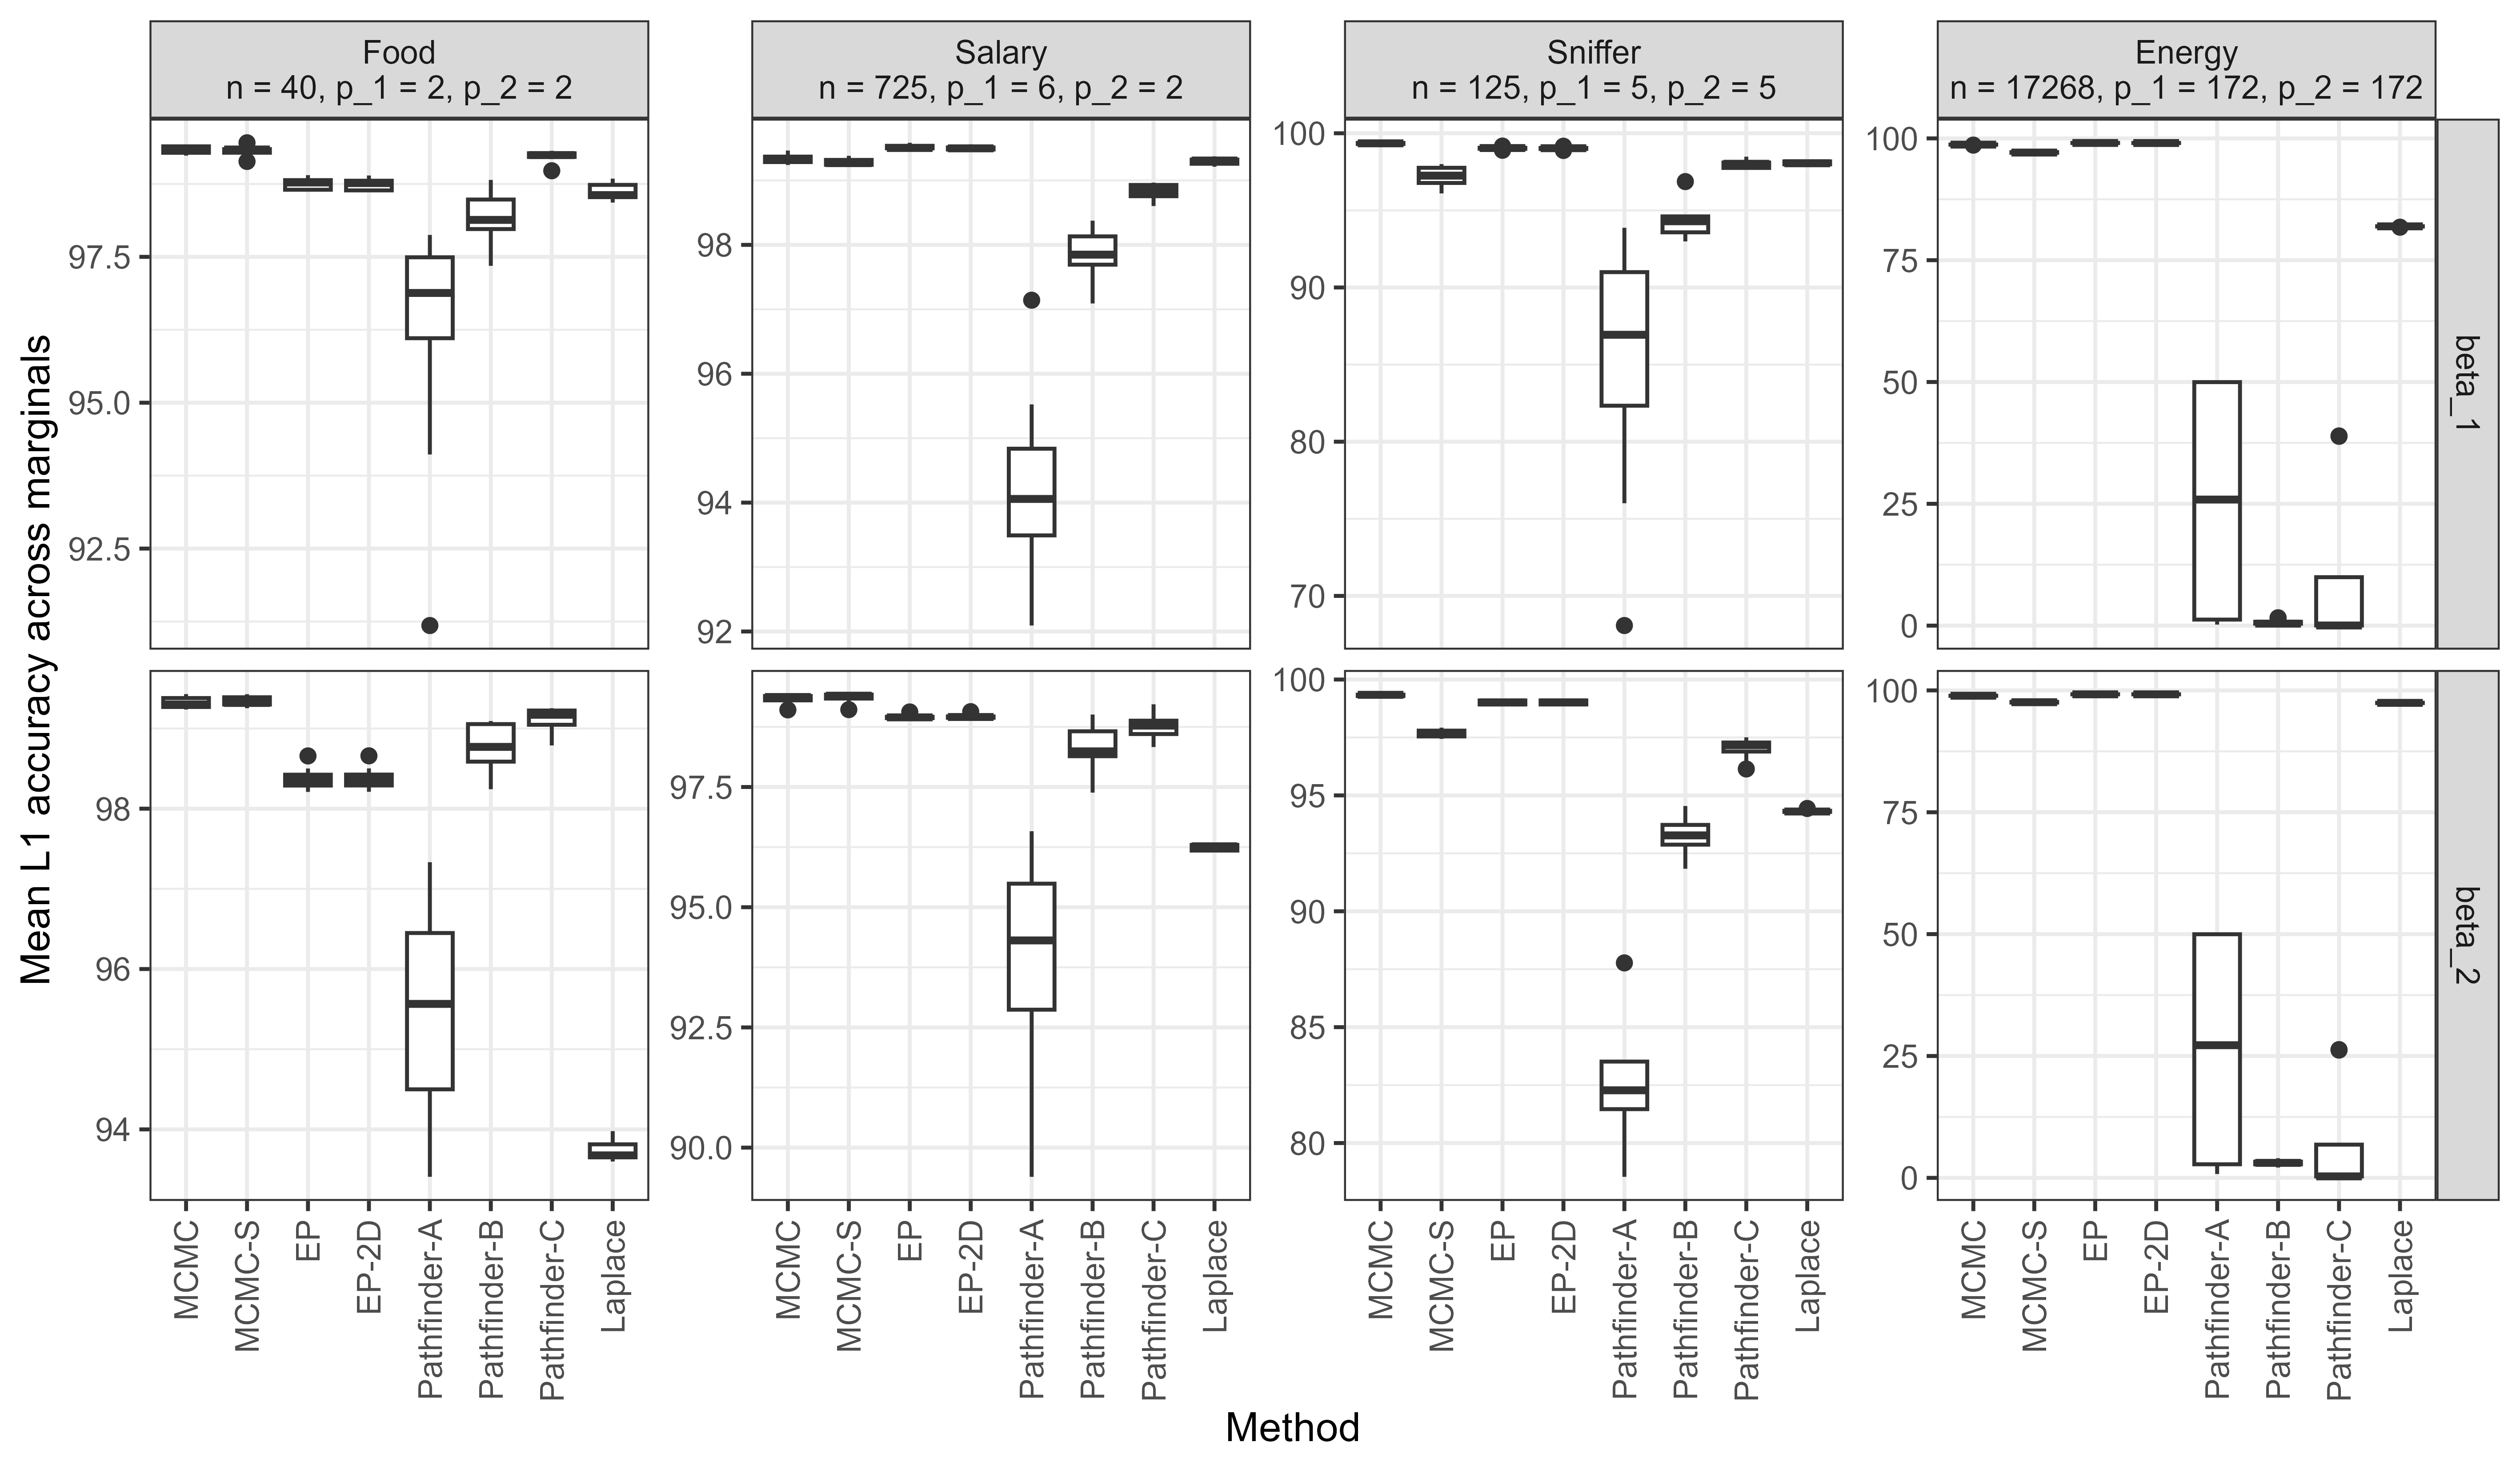 Food
n = 40, p_1 = 2, p_2 = 2
Salary
n = 725, p_1 = 6, p_2 = 2
Sniffer
n = 125, p_1 = 5, p_2 = 5
Energy
n = 17268, p_1 = 172, p_2 = 172
Mean L1 accuracy across marginals
97.5
95.0
92.5
98
96
94
92
100
90
80
70
100
75
50
25
0
beta_1
98
96
94
97.5
95.0
92.5
90.0
100
95
90
85
80
100
75
50
25
0
beta_2
MCMC
MCMC-S
EP
EP-2D
Pathfinder-A
Pathfinder-B
Pathfinder-C
Laplace
MCMC
MCMC-S
EP
EP-2D
Pathfinder-A
Pathfinder-B
Pathfinder-C
Laplace
MCMC
MCMC-S
EP
EP-2D
Pathfinder-A
Pathfinder-B
Pathfinder-C
Laplace
MCMC
MCMC-S
EP
EP-2D
Pathfinder-A
Pathfinder-B
Pathfinder-C
Laplace
Method